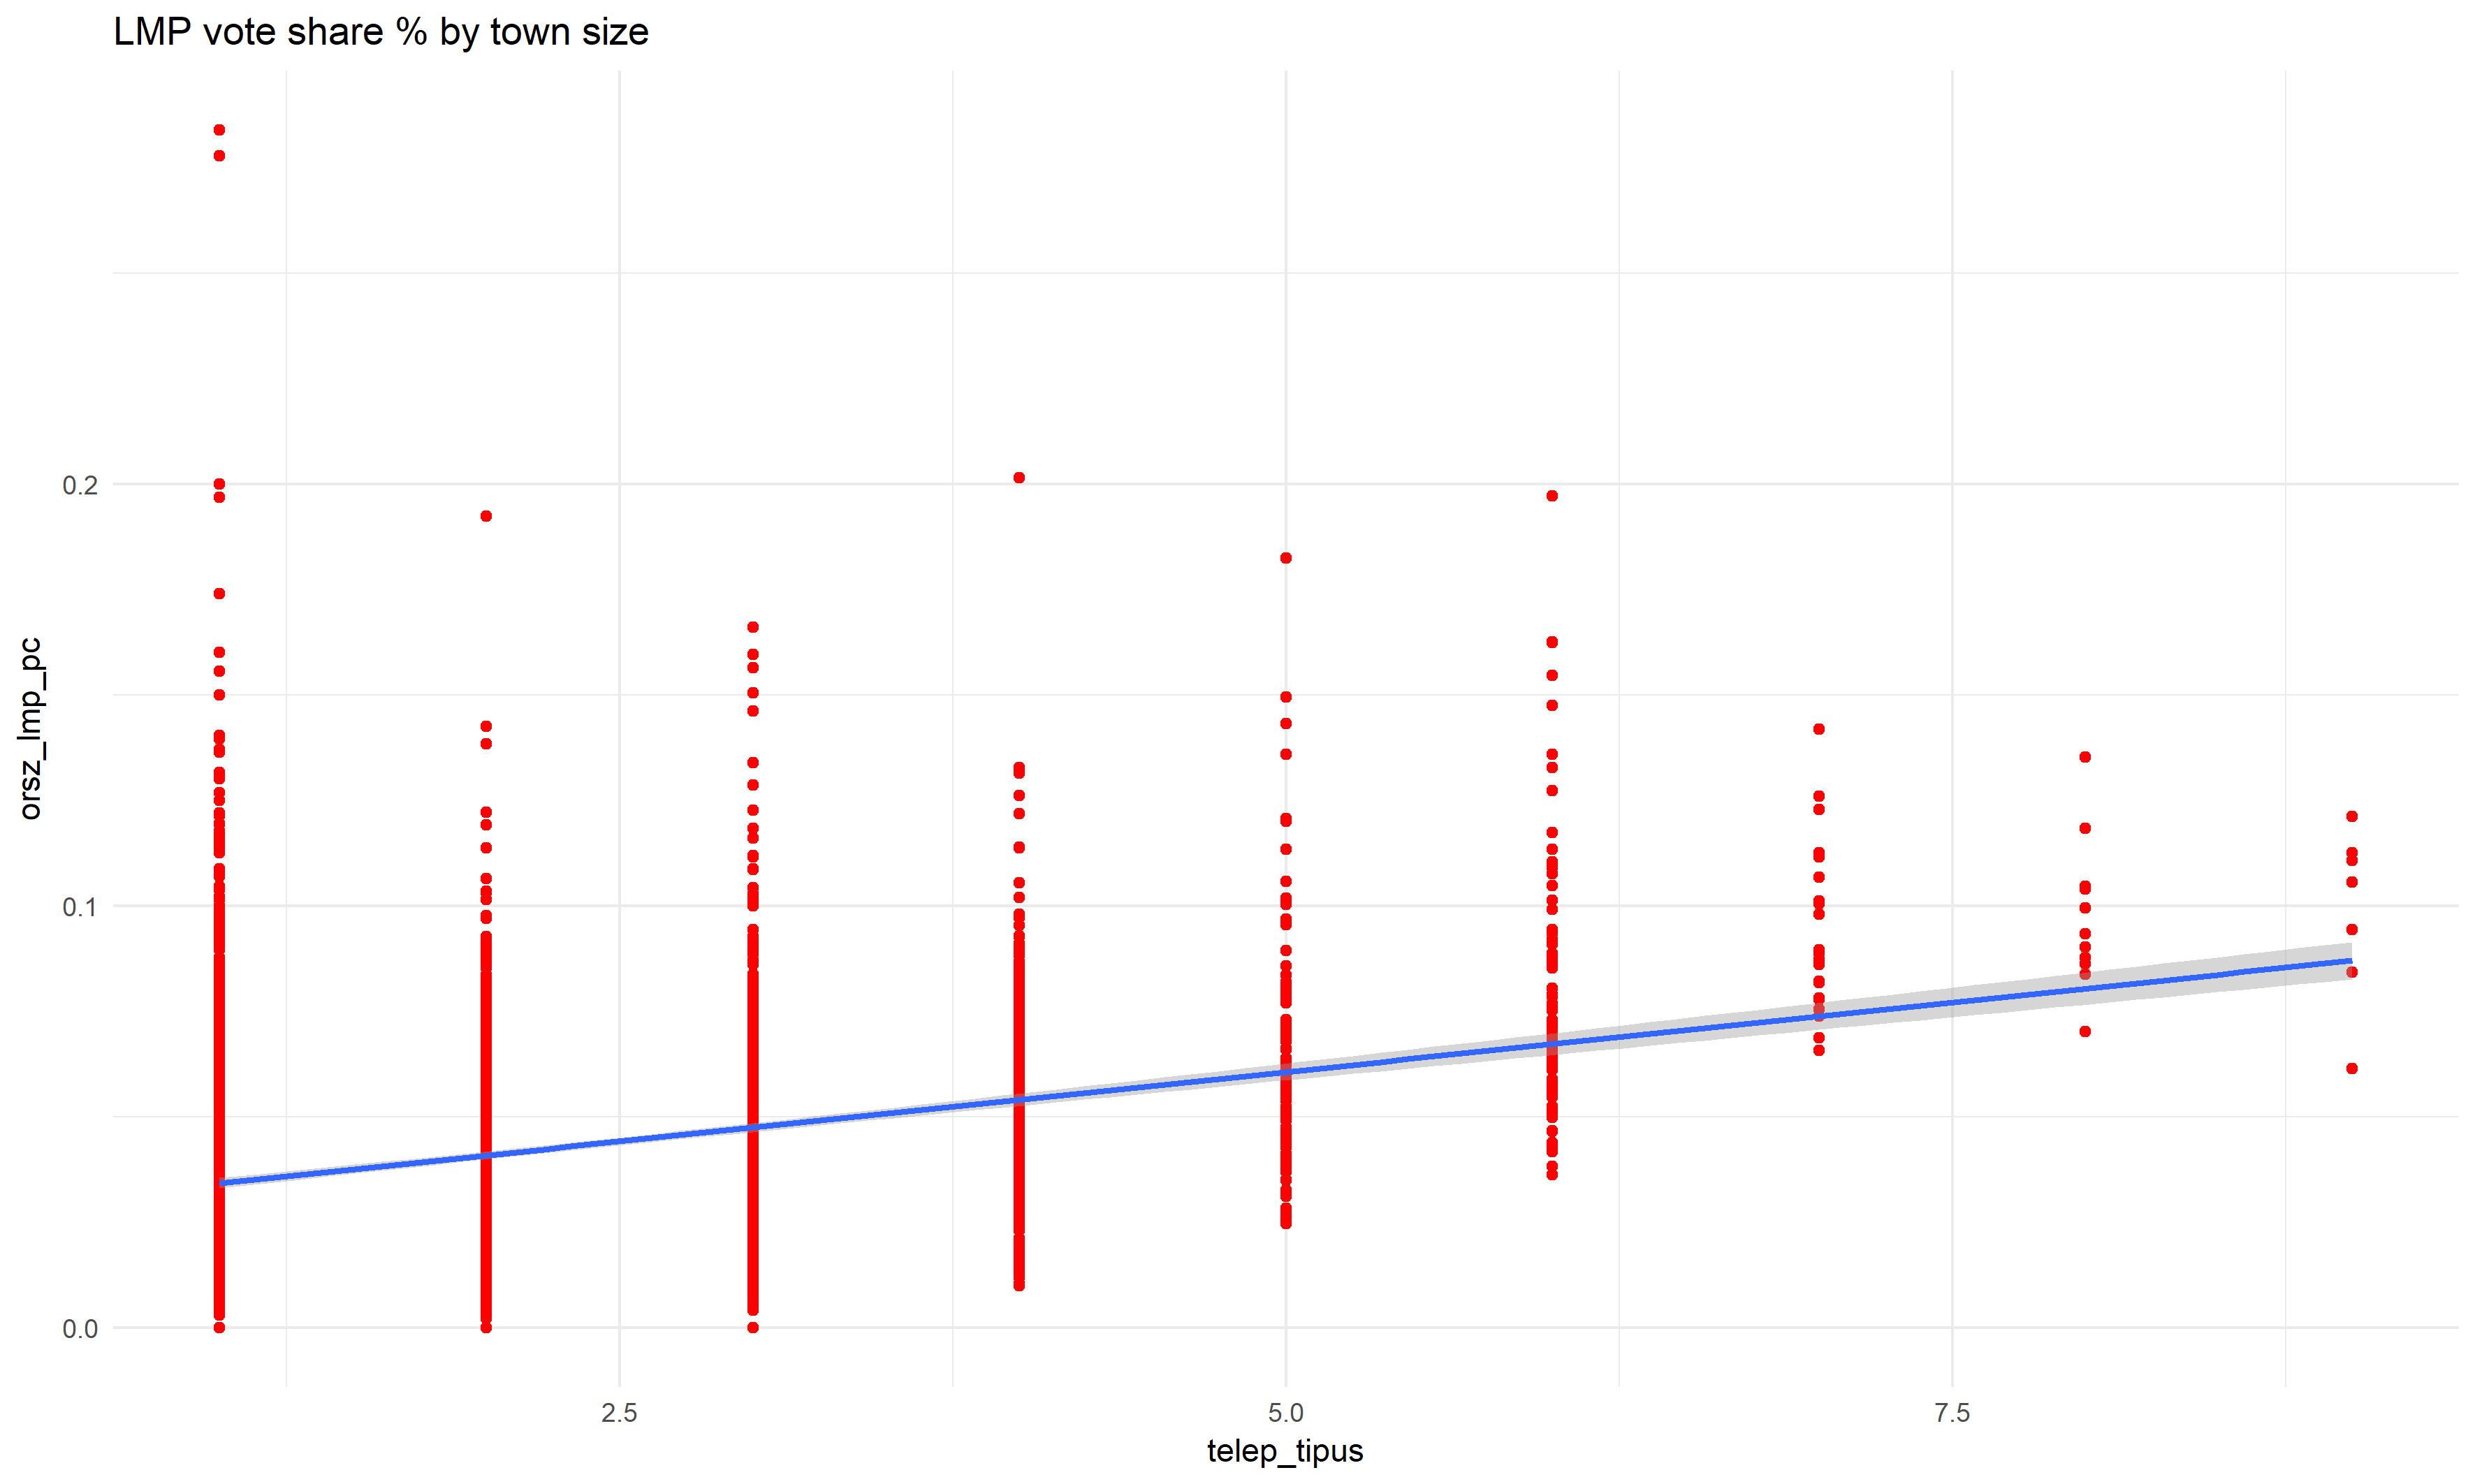 LMP vote share % by town size
orsz_lmp_pc
0.2
0.1
0.0
2.5 5.0 7.5
telep_tipus